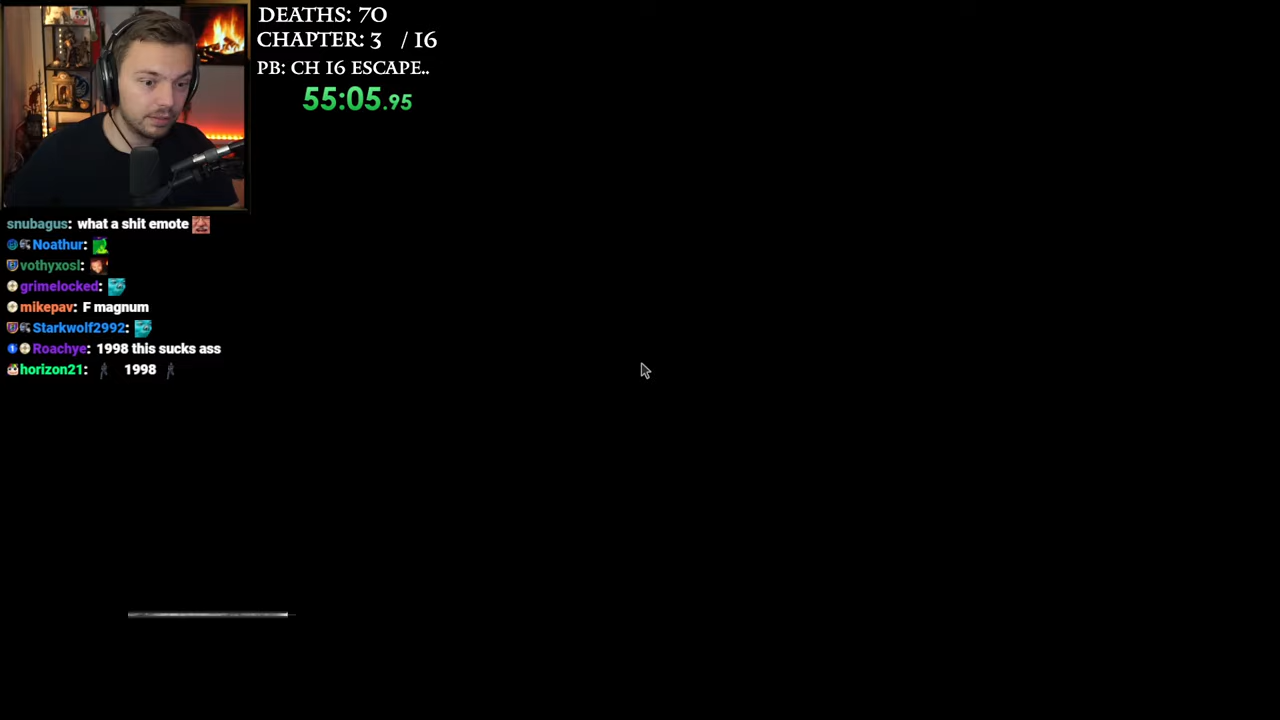 DEATHS: 70
CHAPTER: 3 / 16
PB: CH 16 ESCAPE..
55:05.95
snubagus: what a shit emote
Noathur:
vothyxosl:
grimelocked:
mikepav: F magnum
Starkwolf2992:
Roachye: 1998 this sucks ass
horizon21: 1998